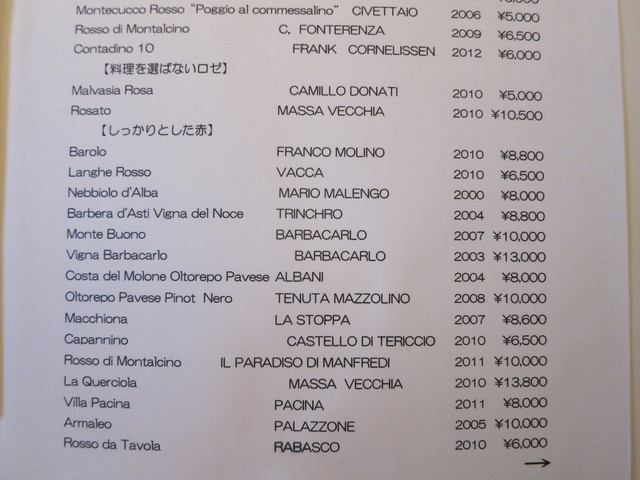 Montecucco Rosso “Poggio al commessalino” CIVETTAIO 2006 ¥5,000
Rosso di Montalcino C. FONTERENZA 2009 ¥6,500
Contadino 10 FRANK CORNELISSEN 2012 ¥6,000
【料理を選ばないロゼ】
Malvasia Rosa CAMILLO DONATI 2010 ¥5,000
Rosato MASSA VECCHIA 2010 ¥10,500
【しっかりとした赤】
Barolo FRANCO MOLINO 2010 ¥8,800
Langhe Rosso VACCA 2010 ¥6,500
Nebbiolo d'Alba MARIO MALENGO 2000 ¥8,000
Barbera d'Asti Vigna del Noce TRINCHRO 2004 ¥8,800
Monte Buono BARBACARLO 2007 ¥10,000
Vigna Barbacarlo BARBACARLO 2003 ¥13,000
Costa del Molone Oltorepo Pavese ALBANI 2004 ¥8,000
Oltorepo Pavese Pinot Nero TENUTA MAZZOLINO 2008 ¥10,000
Macchiona LA STOPPA 2007 ¥8,600
Capannino CASTELLO DI TERICCIO 2010 ¥6,500
Rosso di Montalcino IL PARADISO DI MANFREDI 2011 ¥10,000
La Querciola MASSA VECCHIA 2010 ¥13,800
Villa Pacina PACINA 2011 ¥8,000
Armaleo PALAZZONE 2005 ¥10,000
Rosso da Tavola RABASCO 2010 ¥6,000
→